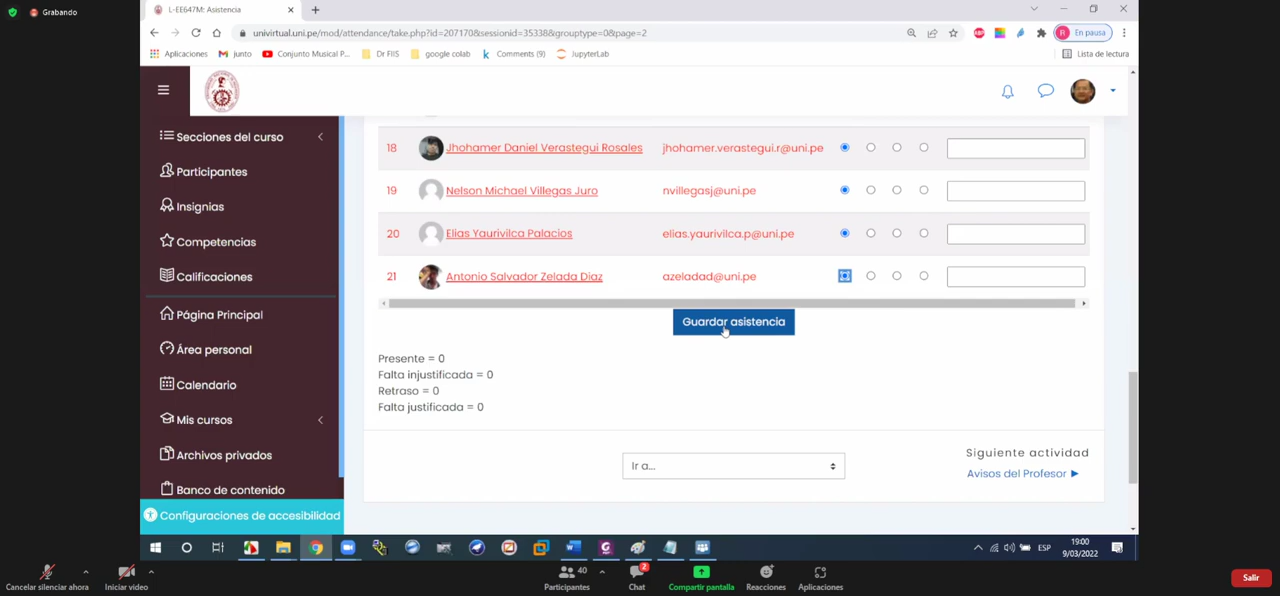 Grabando
L-EE647M: Asistencia
univirtual.uni.pe/mod/attendance/take.php?id=207170&sessionid=35338&grouptype=0&page=2
R En pausa
Aplicaciones
junto
Conjunto Musical P...
Dr FIIS
google colab
Comments (9)
JupyterLab
Lista de lectura
Secciones del curso
Participantes
Insignias
Competencias
Calificaciones
Página Principal
Área personal
Calendario
Mis cursos
Archivos privados
Banco de contenido
Configuraciones de accesibilidad
18 Jhohamer Daniel Verastegui Rosales jhohamer.verastegui.r@uni.pe
19 Nelson Michael Villegas Juro nvillegasj@uni.pe
20 Elias Yaurivilca Palacios elias.yaurivilca.p@uni.pe
21 Antonio Salvador Zelada Diaz azeladad@uni.pe
Guardar asistencia
Presente = 0
Falta injustificada = 0
Retraso = 0
Falta justificada = 0
Ir a...
Siguiente actividad
Avisos del Profesor ▶
ESP
19:00
9/03/2022
Cancelar silenciar ahora
Iniciar video
40
Participantes
2
Chat
Compartir pantalla
Reacciones
Aplicaciones
Salir